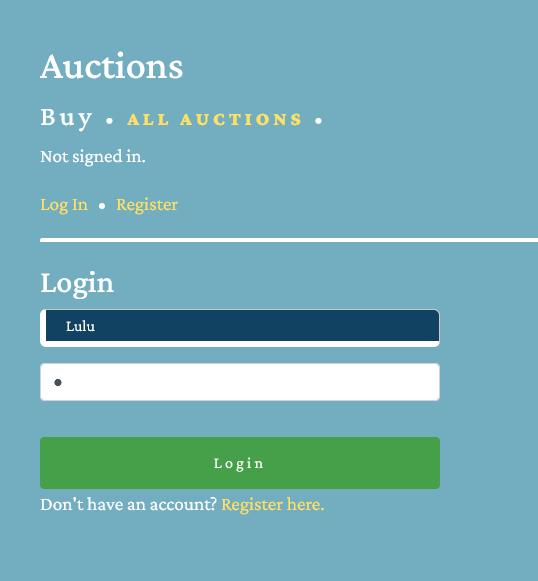 Auctions
Buy • ALL AUCTIONS •
Not signed in.
Log In • Register
Login
Lulu
•
Login
Don't have an account? Register here.